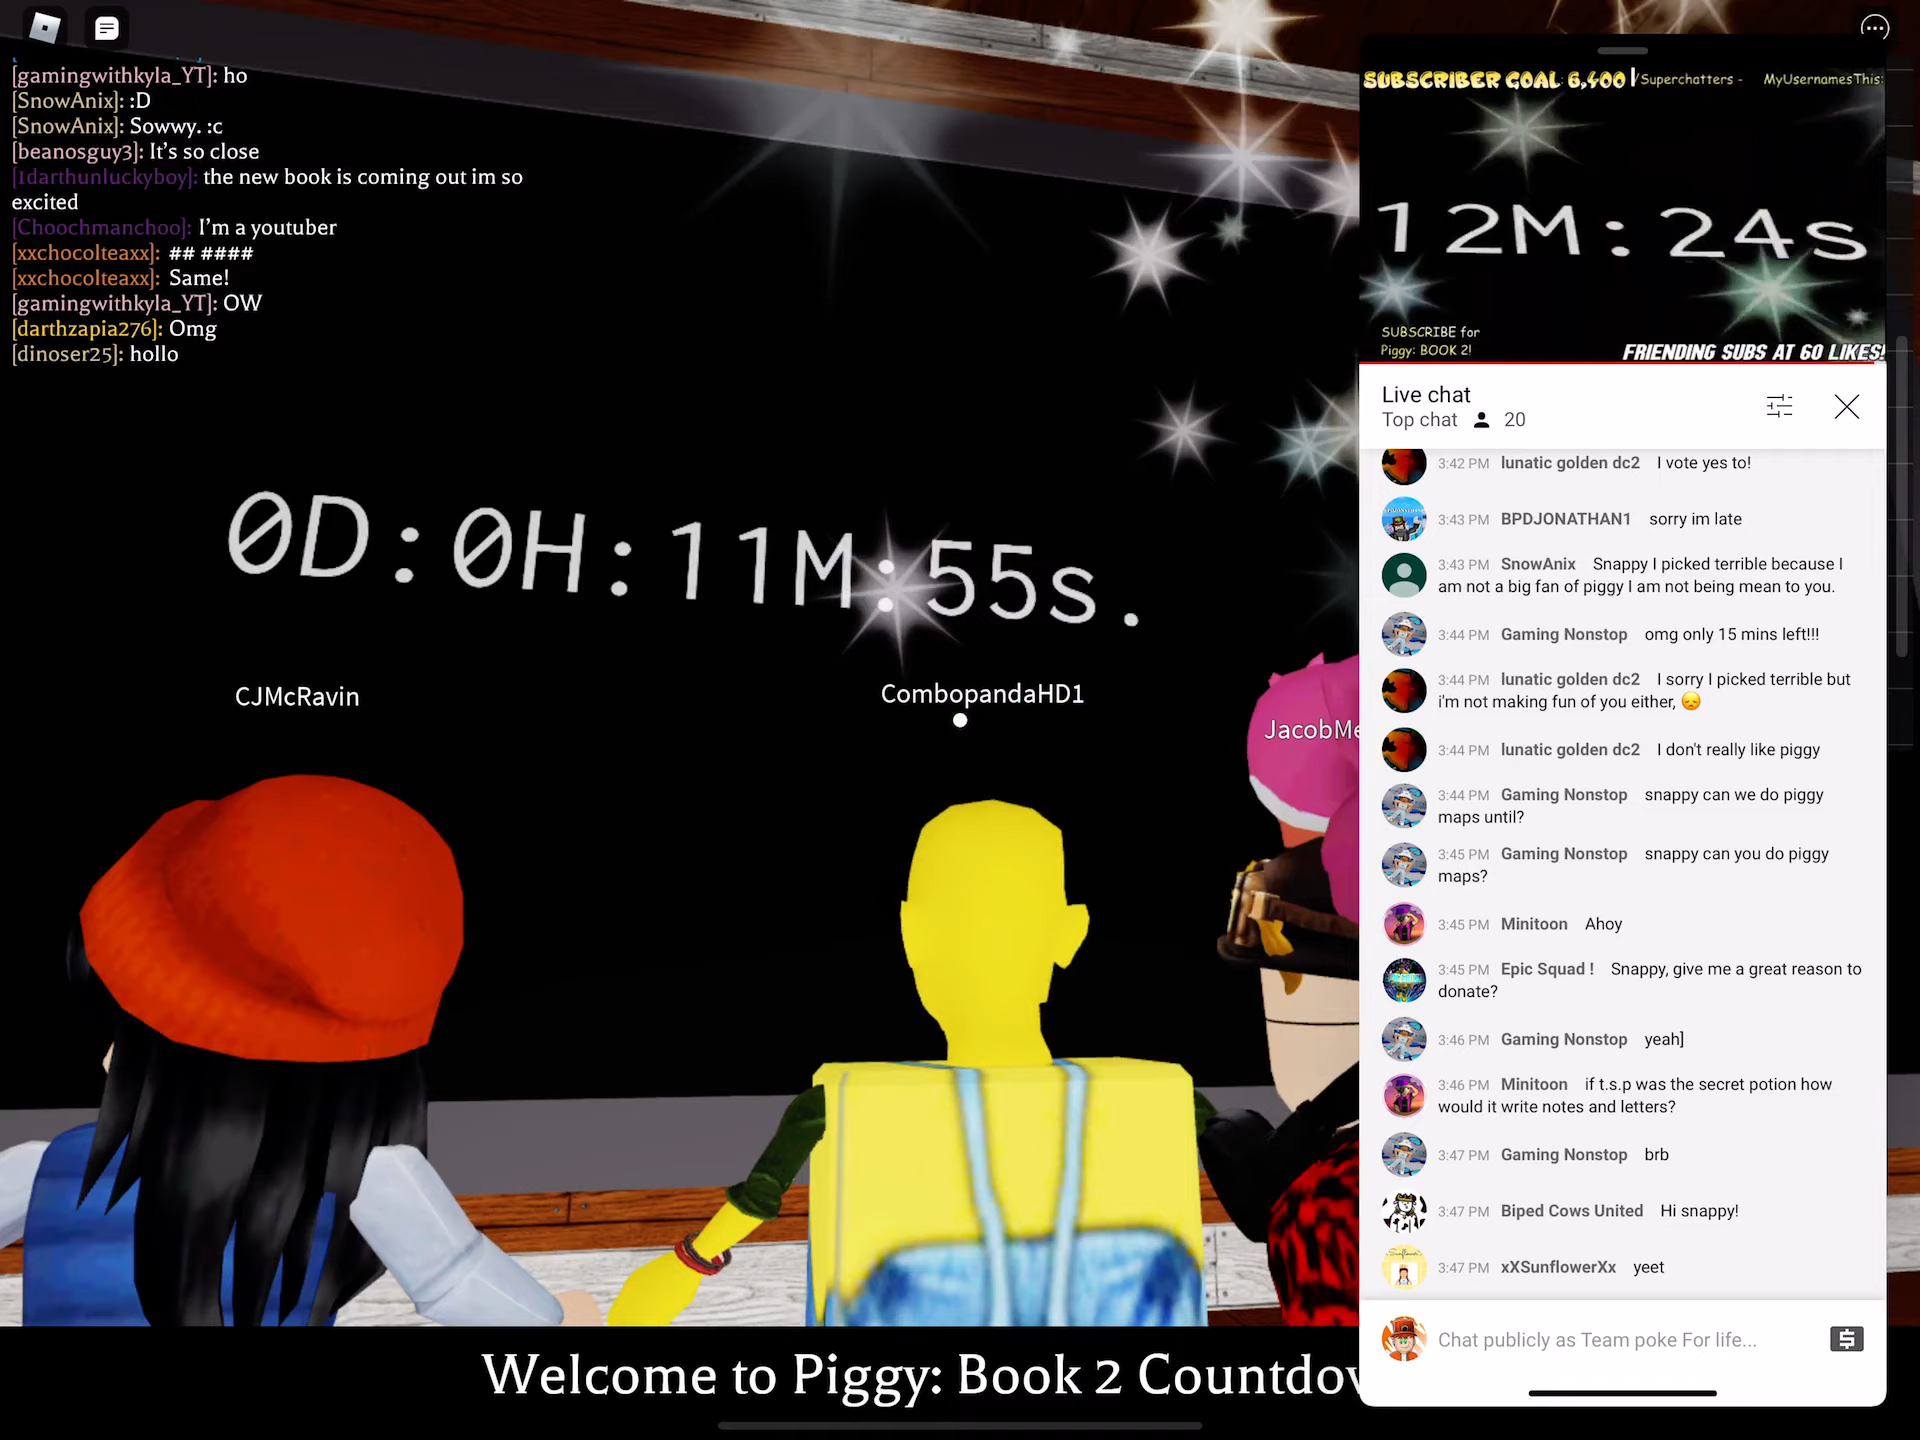 [gamingwithkyla_YT]: ho
[SnowAnix]: :D
[SnowAnix]: Sowwy. :c
[beanosguy3]: It's so close
[Idarthunluckyboy]: the new book is coming out im so
excited
[Choochmanchoo]: I'm a youtuber
[xxchocolteaxx]: ## ####
[xxchocolteaxx]: Same!
[gamingwithkyla_YT]: OW
[darthzapia276]: Omg
[dinoser25]: hollo
0D:0H:11M:55s.
CJMcRavin
CombopandaHD1
JacobMe
Welcome to Piggy: Book 2 Countdov
SUBSCRIBER GOAL: 6,400 /Superchatters - MyUsernamesThis:
12M:24s
SUBSCRIBE for
Piggy: BOOK 2!
FRIENDING SUBS AT 60 LIKES!
Live chat
Top chat 20
3:42 PM lunatic golden dc2 I vote yes to!
3:43 PM BPDJONATHAN1 sorry im late
3:43 PM SnowAnix Snappy I picked terrible because I
am not a big fan of piggy I am not being mean to you.
3:44 PM Gaming Nonstop omg only 15 mins left!!!
3:44 PM lunatic golden dc2 I sorry I picked terrible but
i'm not making fun of you either, 😞
3:44 PM lunatic golden dc2 I don't really like piggy
3:44 PM Gaming Nonstop snappy can we do piggy
maps until?
3:45 PM Gaming Nonstop snappy can you do piggy
maps?
3:45 PM Minitoon Ahoy
3:45 PM Epic Squad ! Snappy, give me a great reason to
donate?
3:46 PM Gaming Nonstop yeah]
3:46 PM Minitoon if t.s.p was the secret potion how
would it write notes and letters?
3:47 PM Gaming Nonstop brb
3:47 PM Biped Cows United Hi snappy!
3:47 PM xXSunflowerXx yeet
Chat publicly as Team poke For life...